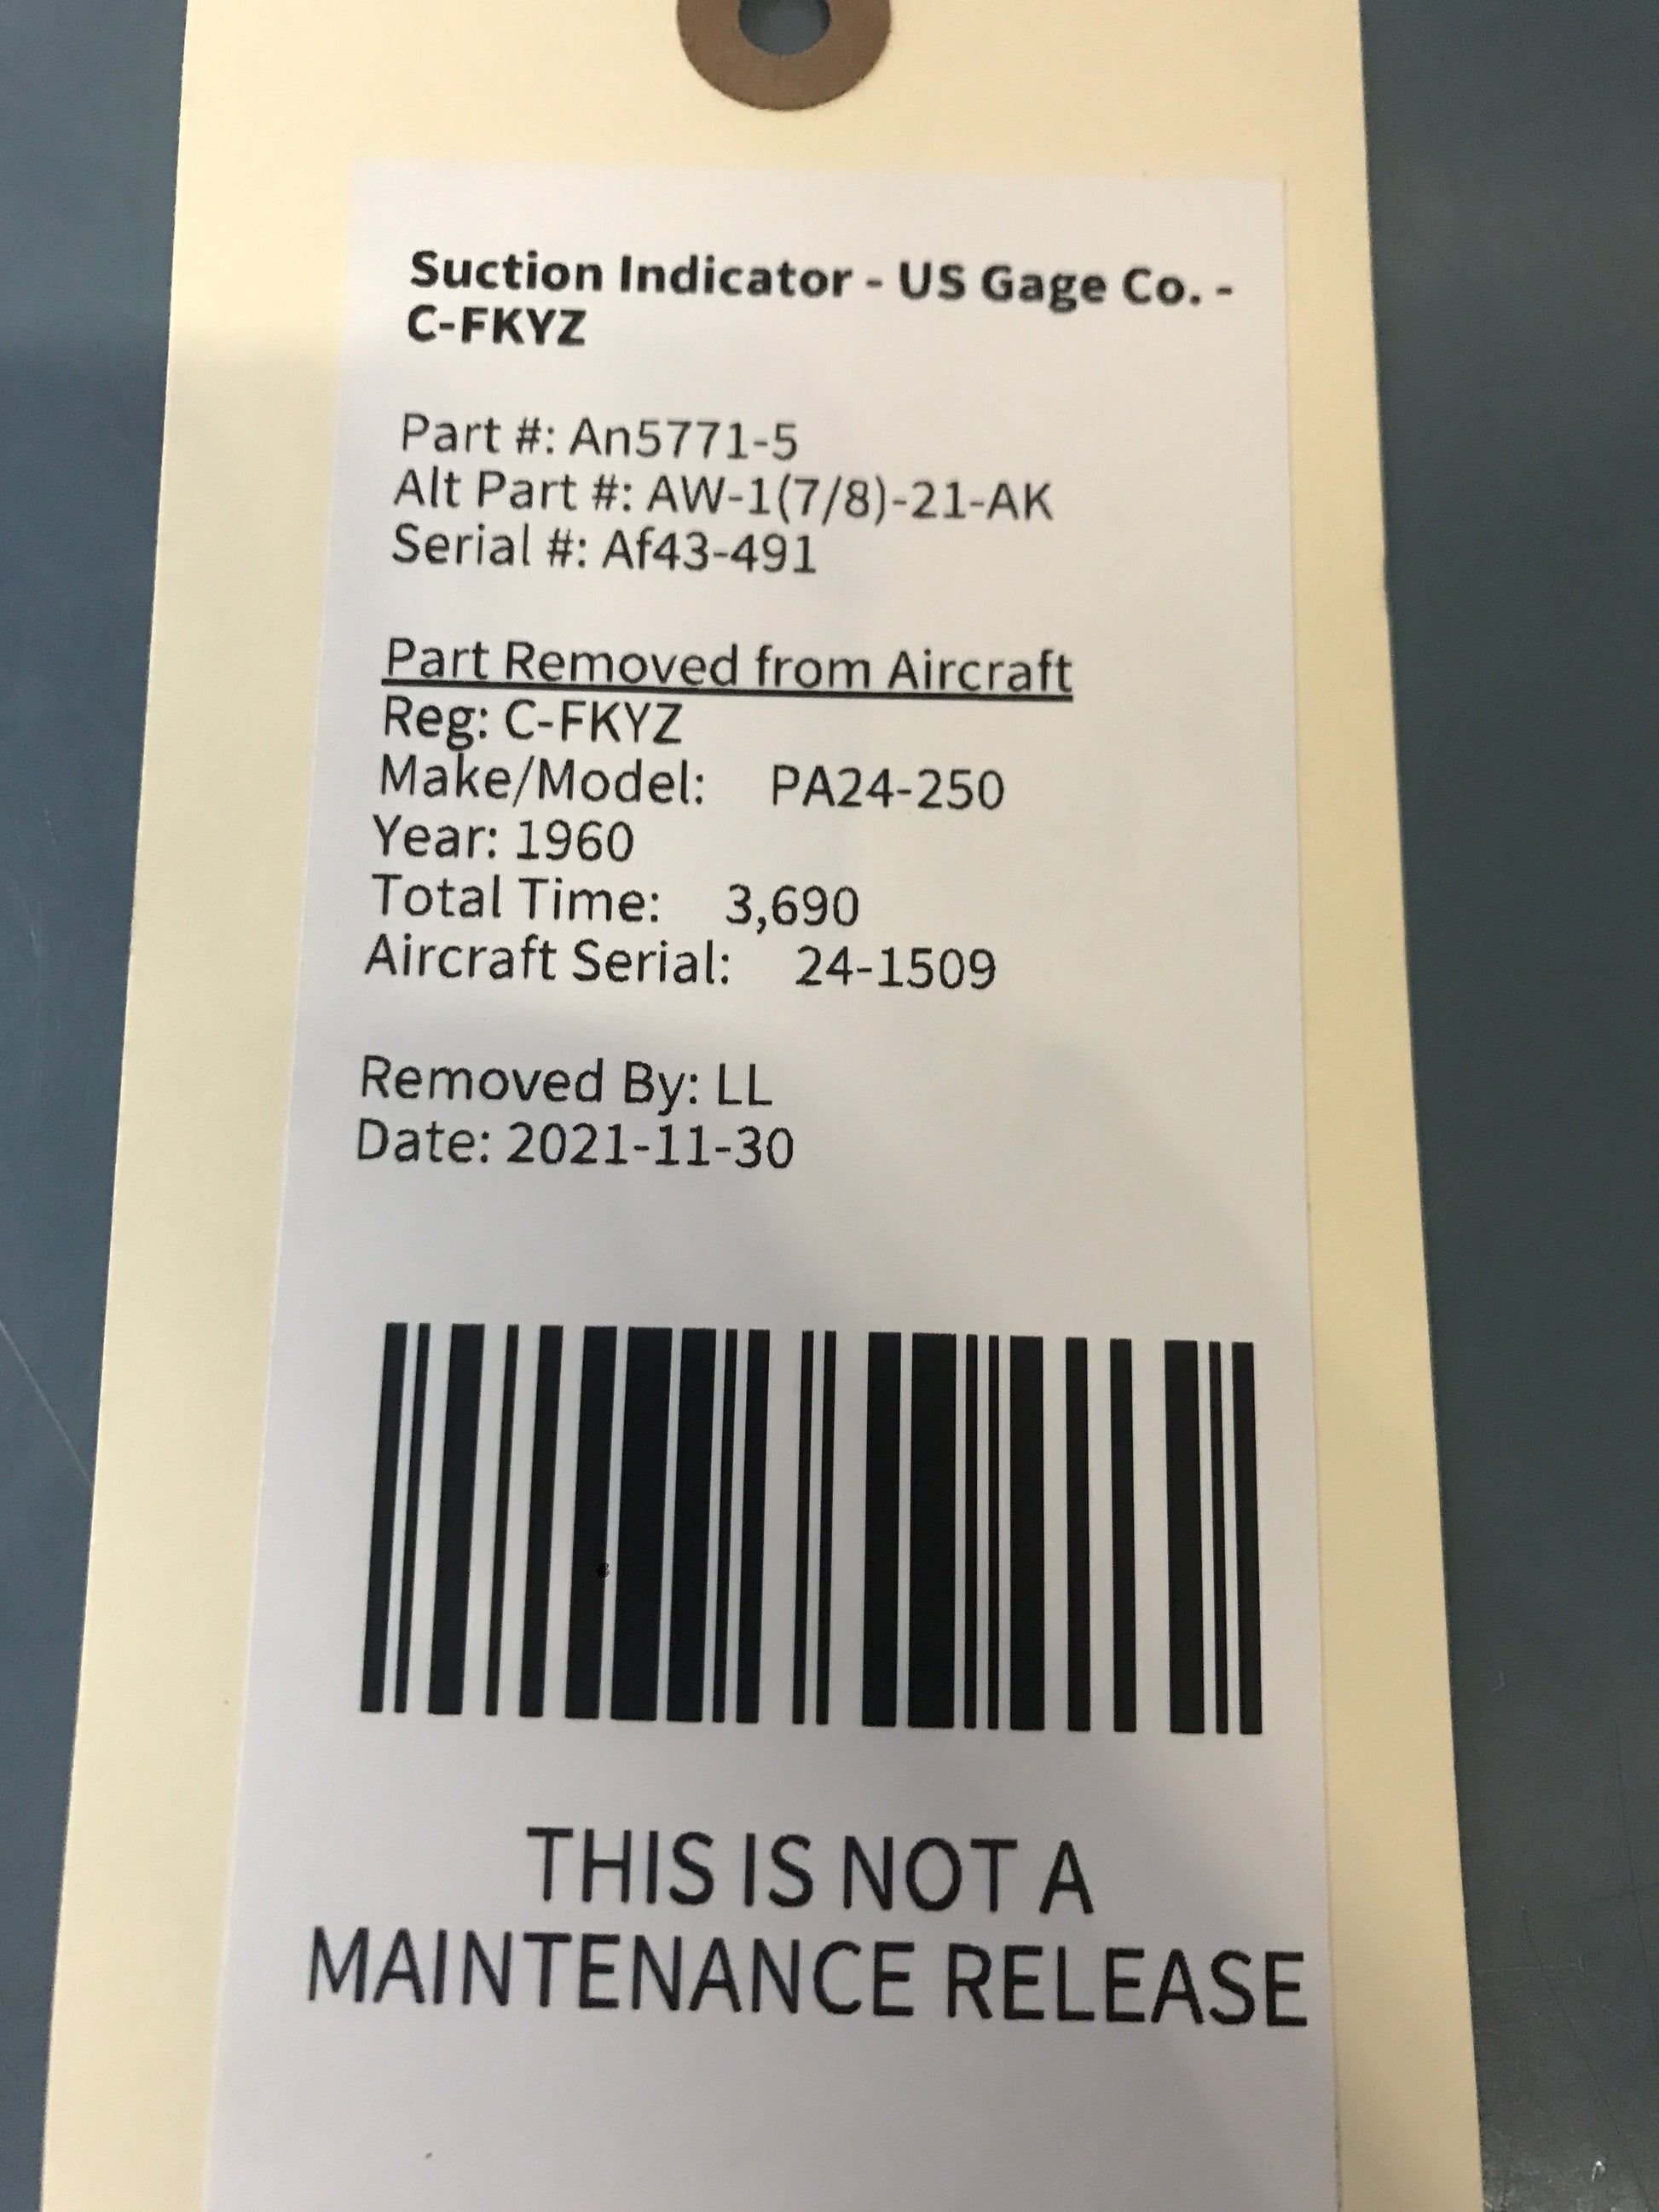 Suction Indicator - US Gage Co. -
C-FKYZ
Part #: An5771-5
Alt Part #: AW-1(7/8)-21-AK
Serial #: Af43-491
Part Removed from Aircraft
Reg: C-FKYZ
Make/Model: PA24-250
Year: 1960
Total Time: 3,690
Aircraft Serial: 24-1509
Removed By: LL
Date: 2021-11-30
THIS IS NOT A
MAINTENANCE RELEASE